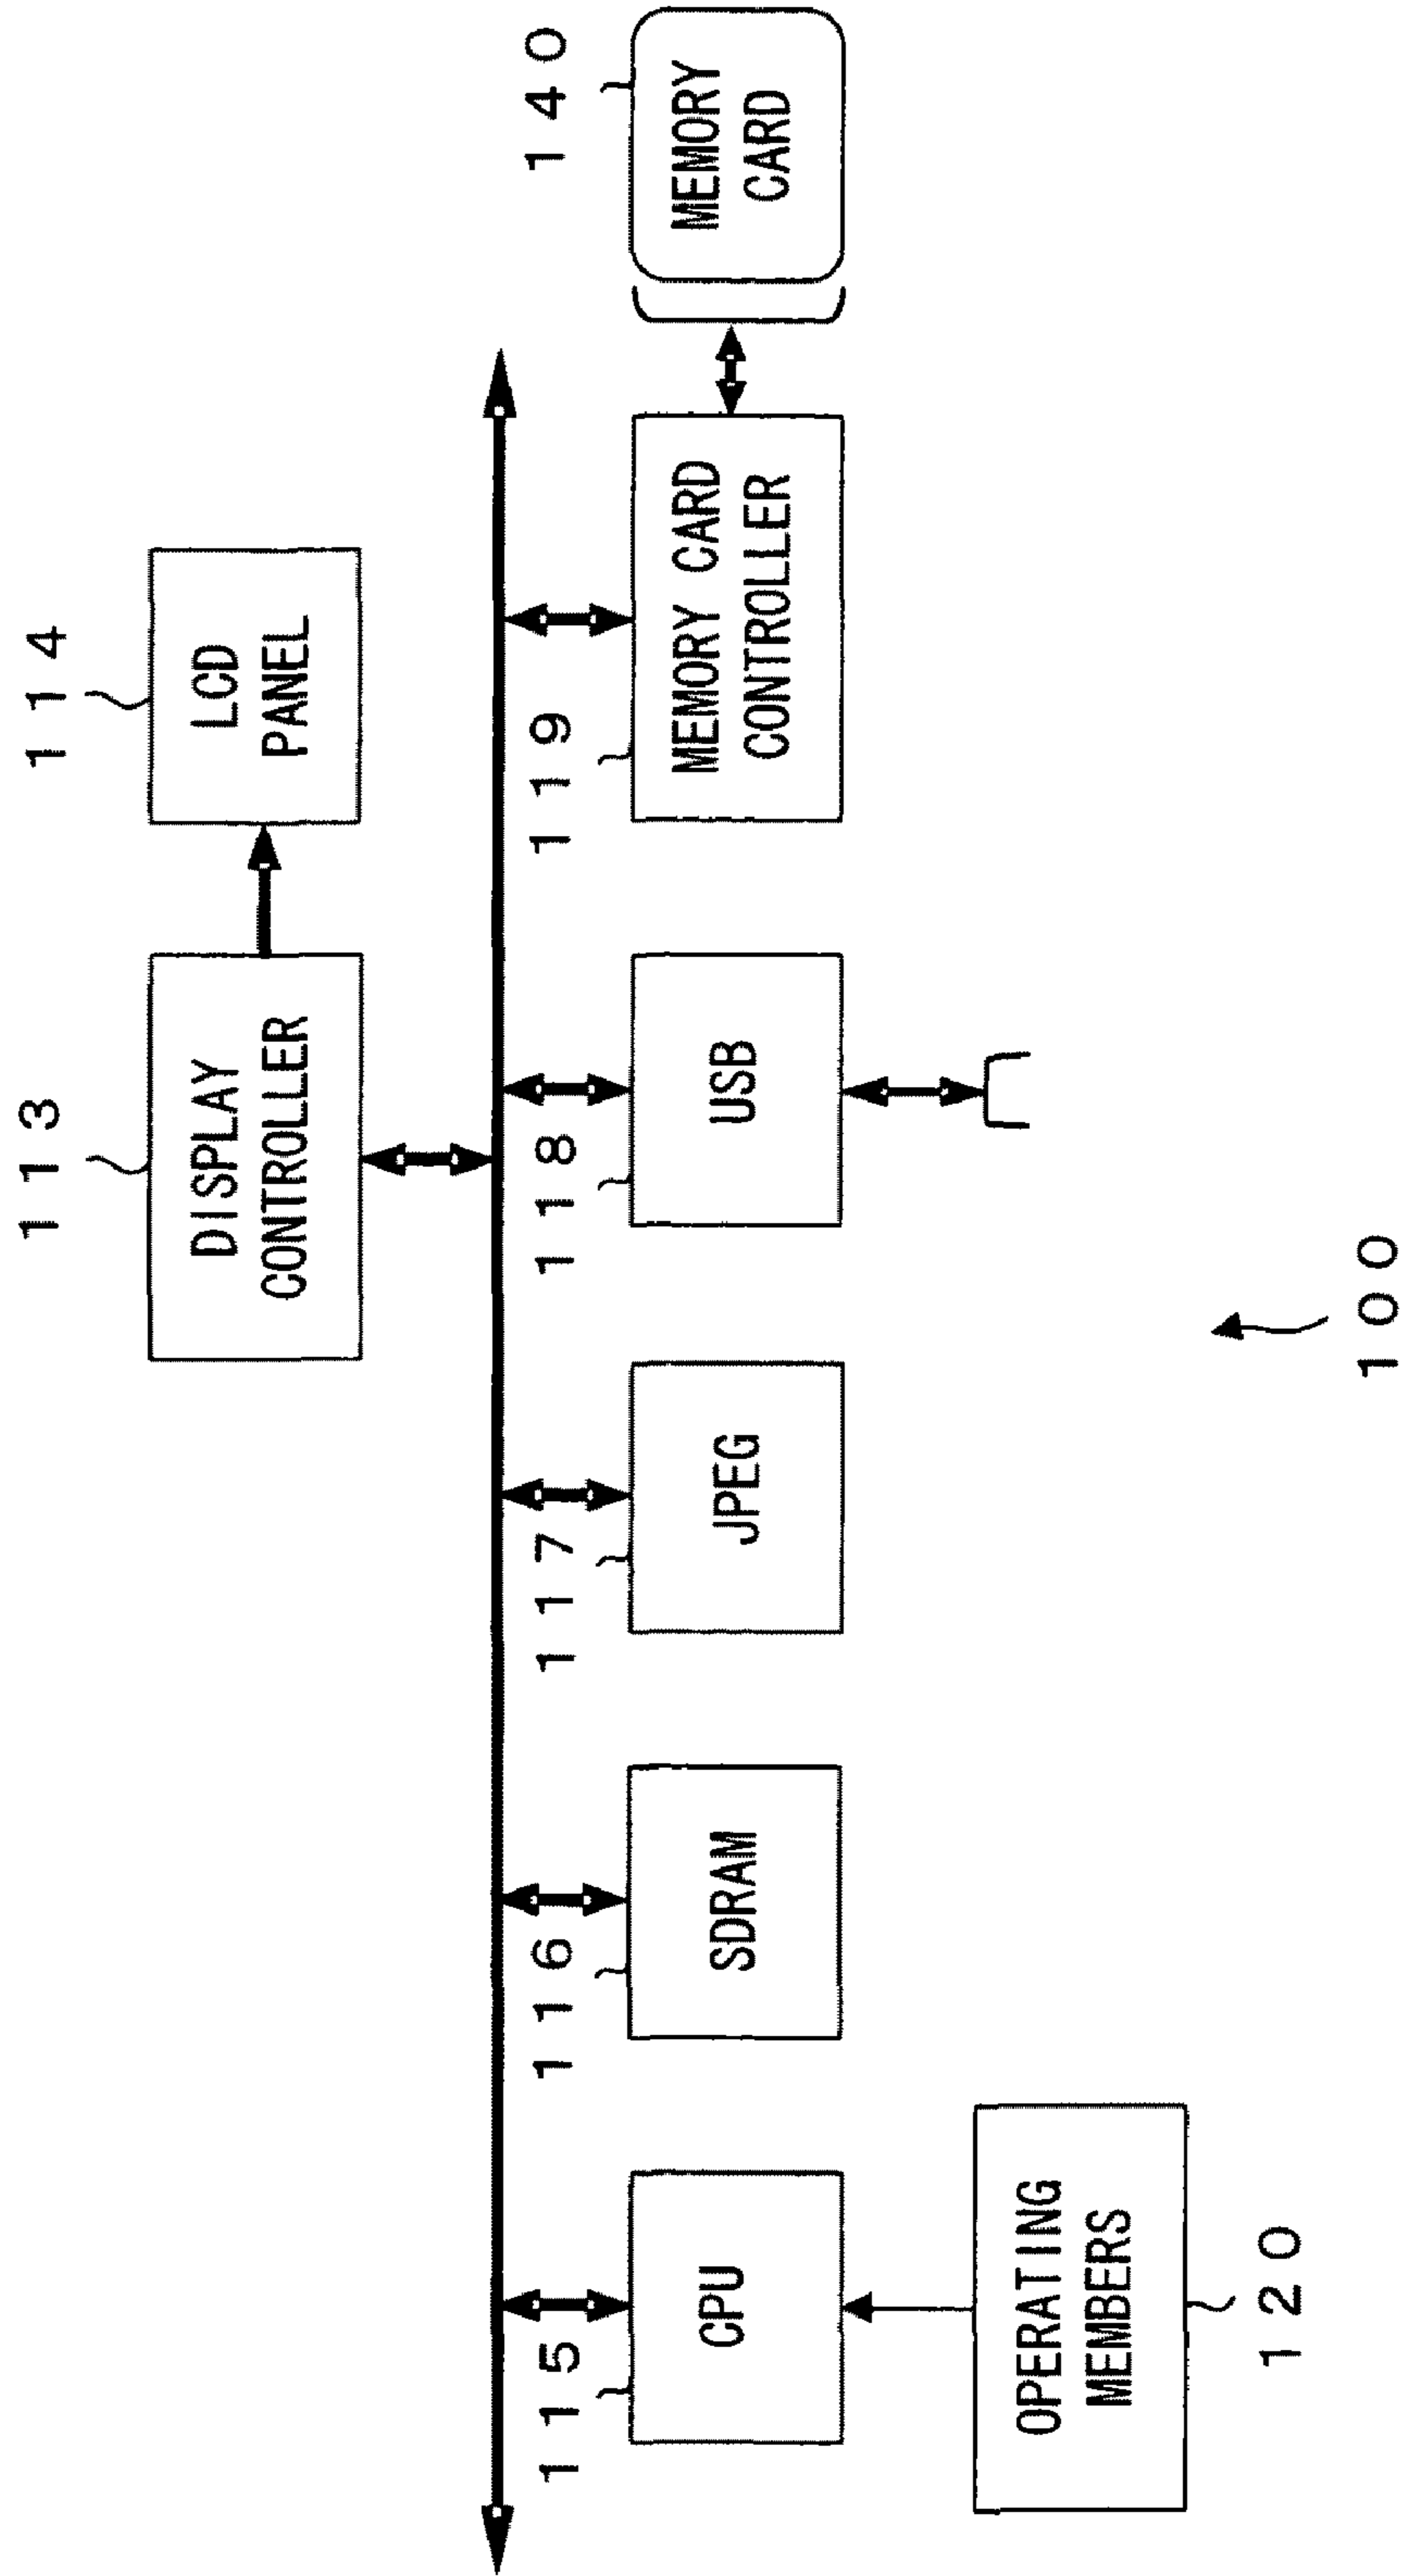 113
DISPLAY
CONTROLLER
114
LCD
PANEL
115
CPU
116
SDRAM
117
JPEG
118
USB
119
MEMORY CARD
CONTROLLER
140
MEMORY
CARD
OPERATING
MEMBERS
120
100